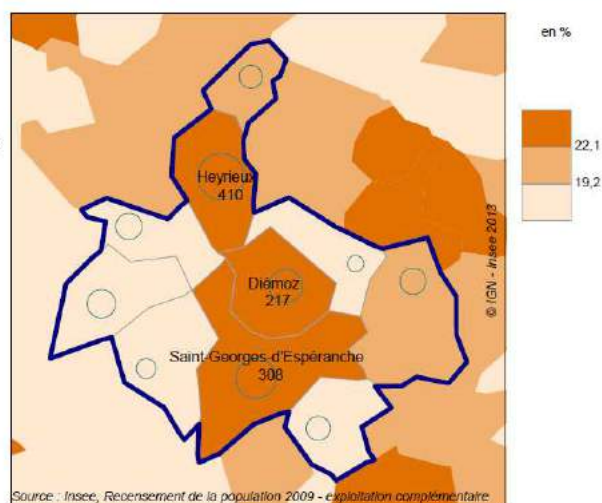 en %
22,1
19,2
Heyrieux
410
Diémoz
217
Saint-Georges-d'Espéranche
308
© IGN - Insee 2013
Source : Insee, Recensement de la population 2009 - exploitation complémentaire